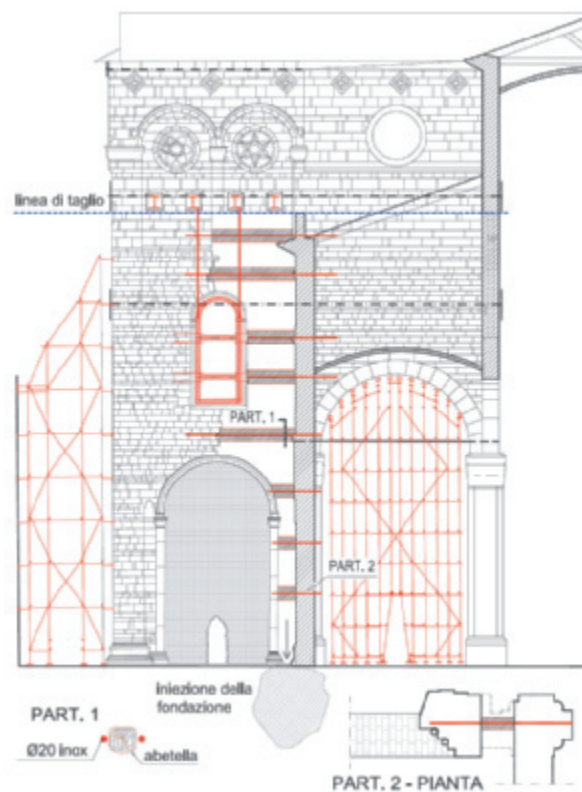 linea di taglio
PART. 1
PART. 2
iniezione della
fondazione
PART. 1
Ø20 inox
abetella
PART. 2 - PIANTA